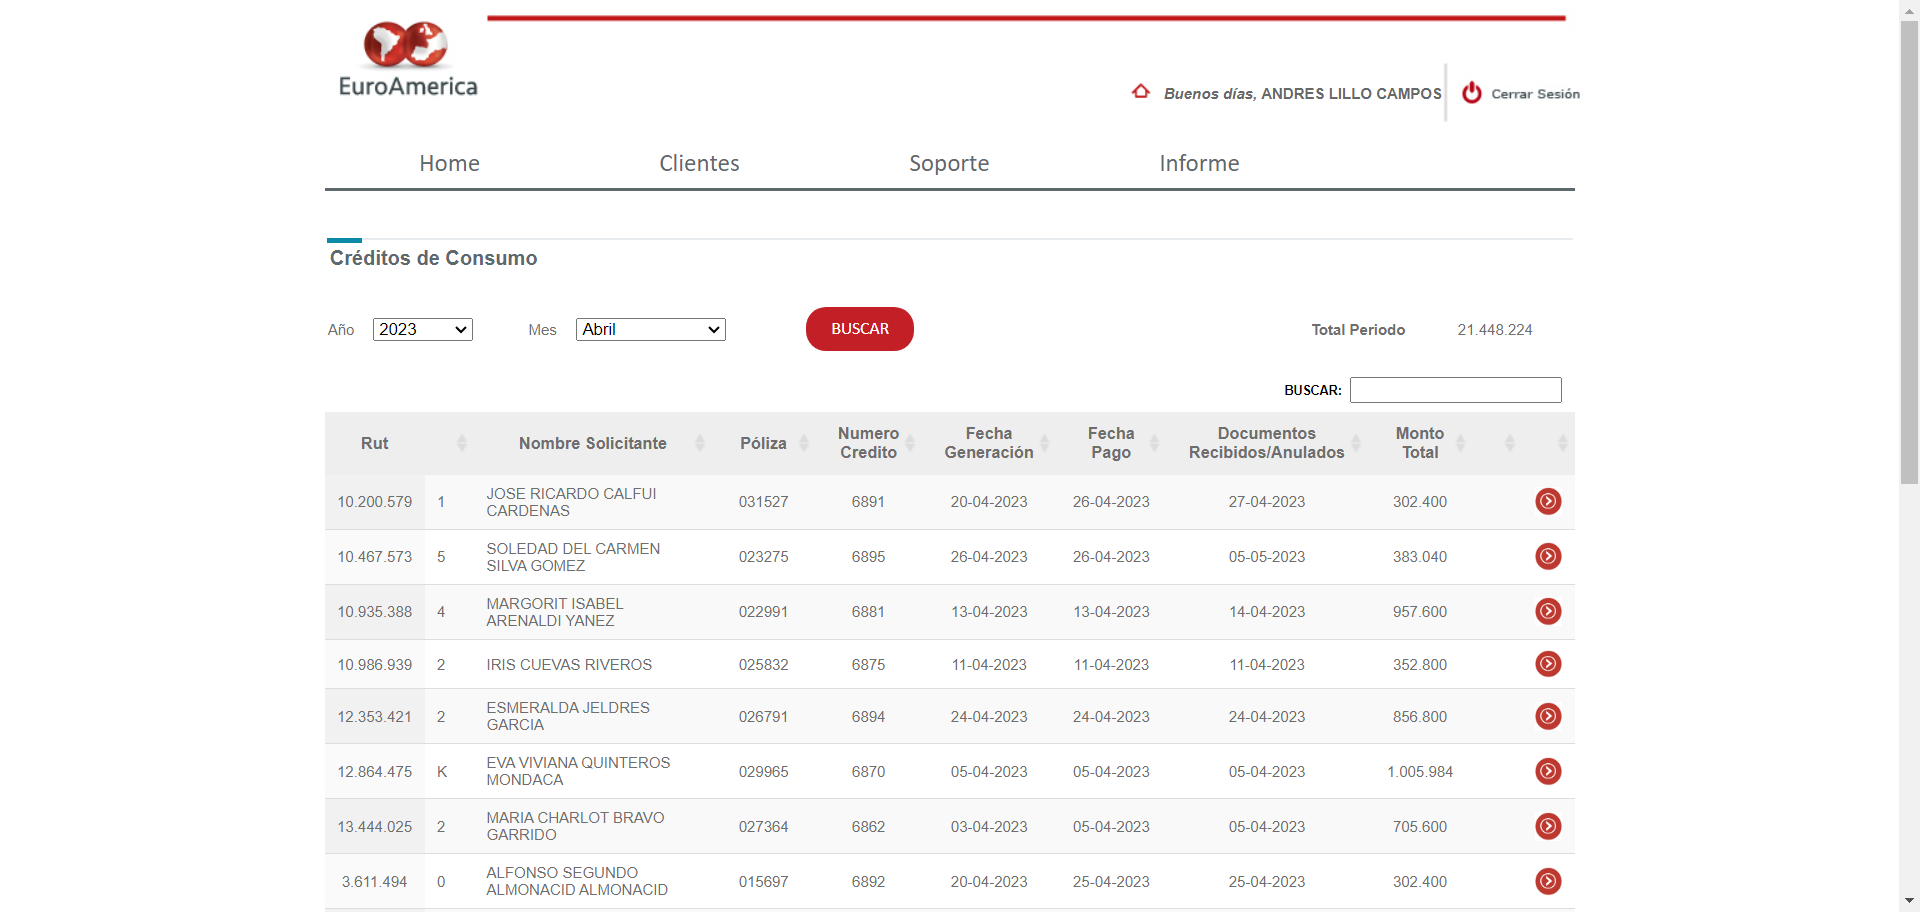 EuroAmerica
Buenos días, ANDRES LILLO CAMPOS
Cerrar Sesión
Home Clientes Soporte Informe
Créditos de Consumo
Año 2023 Mes Abril BUSCAR Total Periodo 21.448.224
BUSCAR:
Rut Nombre Solicitante Póliza Numero Credito Fecha Generación Fecha Pago Documentos Recibidos/Anulados Monto Total
10.200.579 1 JOSE RICARDO CALFUI CARDENAS 031527 6891 20-04-2023 26-04-2023 27-04-2023 302.400
10.467.573 5 SOLEDAD DEL CARMEN SILVA GOMEZ 023275 6895 26-04-2023 26-04-2023 05-05-2023 383.040
10.935.388 4 MARGORIT ISABEL ARENALDI YANEZ 022991 6881 13-04-2023 13-04-2023 14-04-2023 957.600
10.986.939 2 IRIS CUEVAS RIVEROS 025832 6875 11-04-2023 11-04-2023 11-04-2023 352.800
12.353.421 2 ESMERALDA JELDRES GARCIA 026791 6894 24-04-2023 24-04-2023 24-04-2023 856.800
12.864.475 K EVA VIVIANA QUINTEROS MONDACA 029965 6870 05-04-2023 05-04-2023 05-04-2023 1.005.984
13.444.025 2 MARIA CHARLOT BRAVO GARRIDO 027364 6862 03-04-2023 05-04-2023 05-04-2023 705.600
3.611.494 0 ALFONSO SEGUNDO ALMONACID ALMONACID 015697 6892 20-04-2023 25-04-2023 25-04-2023 302.400